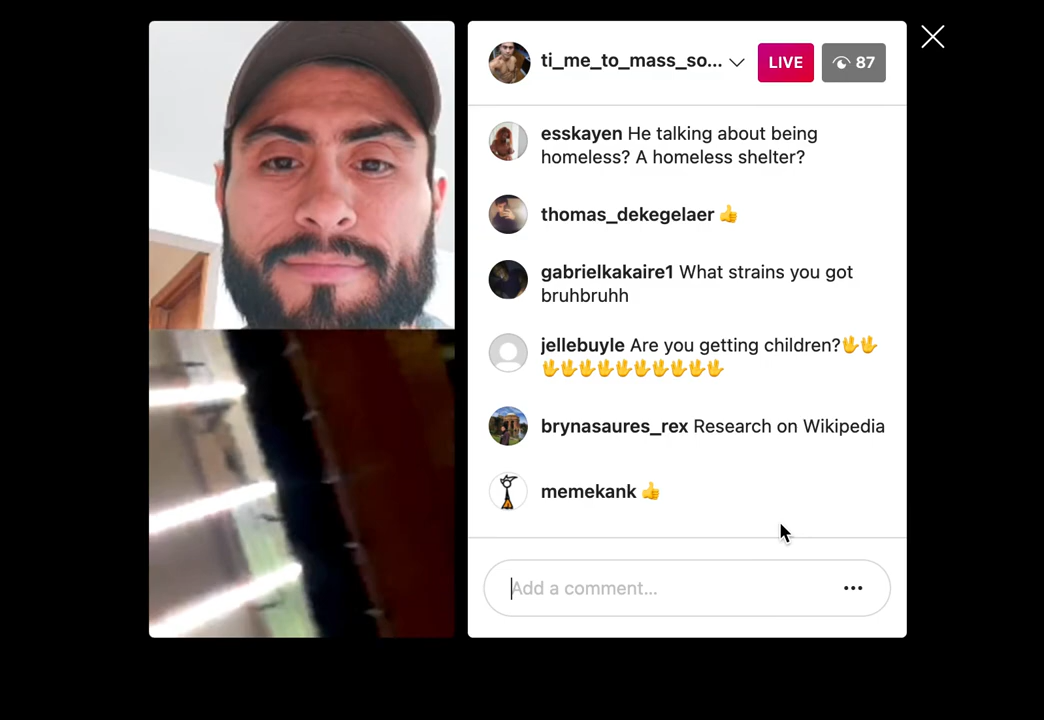 ti_me_to_mass_so... LIVE 87
esskayen He talking about being
homeless? A homeless shelter?
thomas_dekegelaer 👍
gabrielkakaire1 What strains you got
bruhbruhh
jellebuyle Are you getting children?🖖🖖
🖖🖖🖖🖖🖖🖖🖖🖖🖖🖖
brynasaures_rex Research on Wikipedia
memekank 👍
Add a comment...